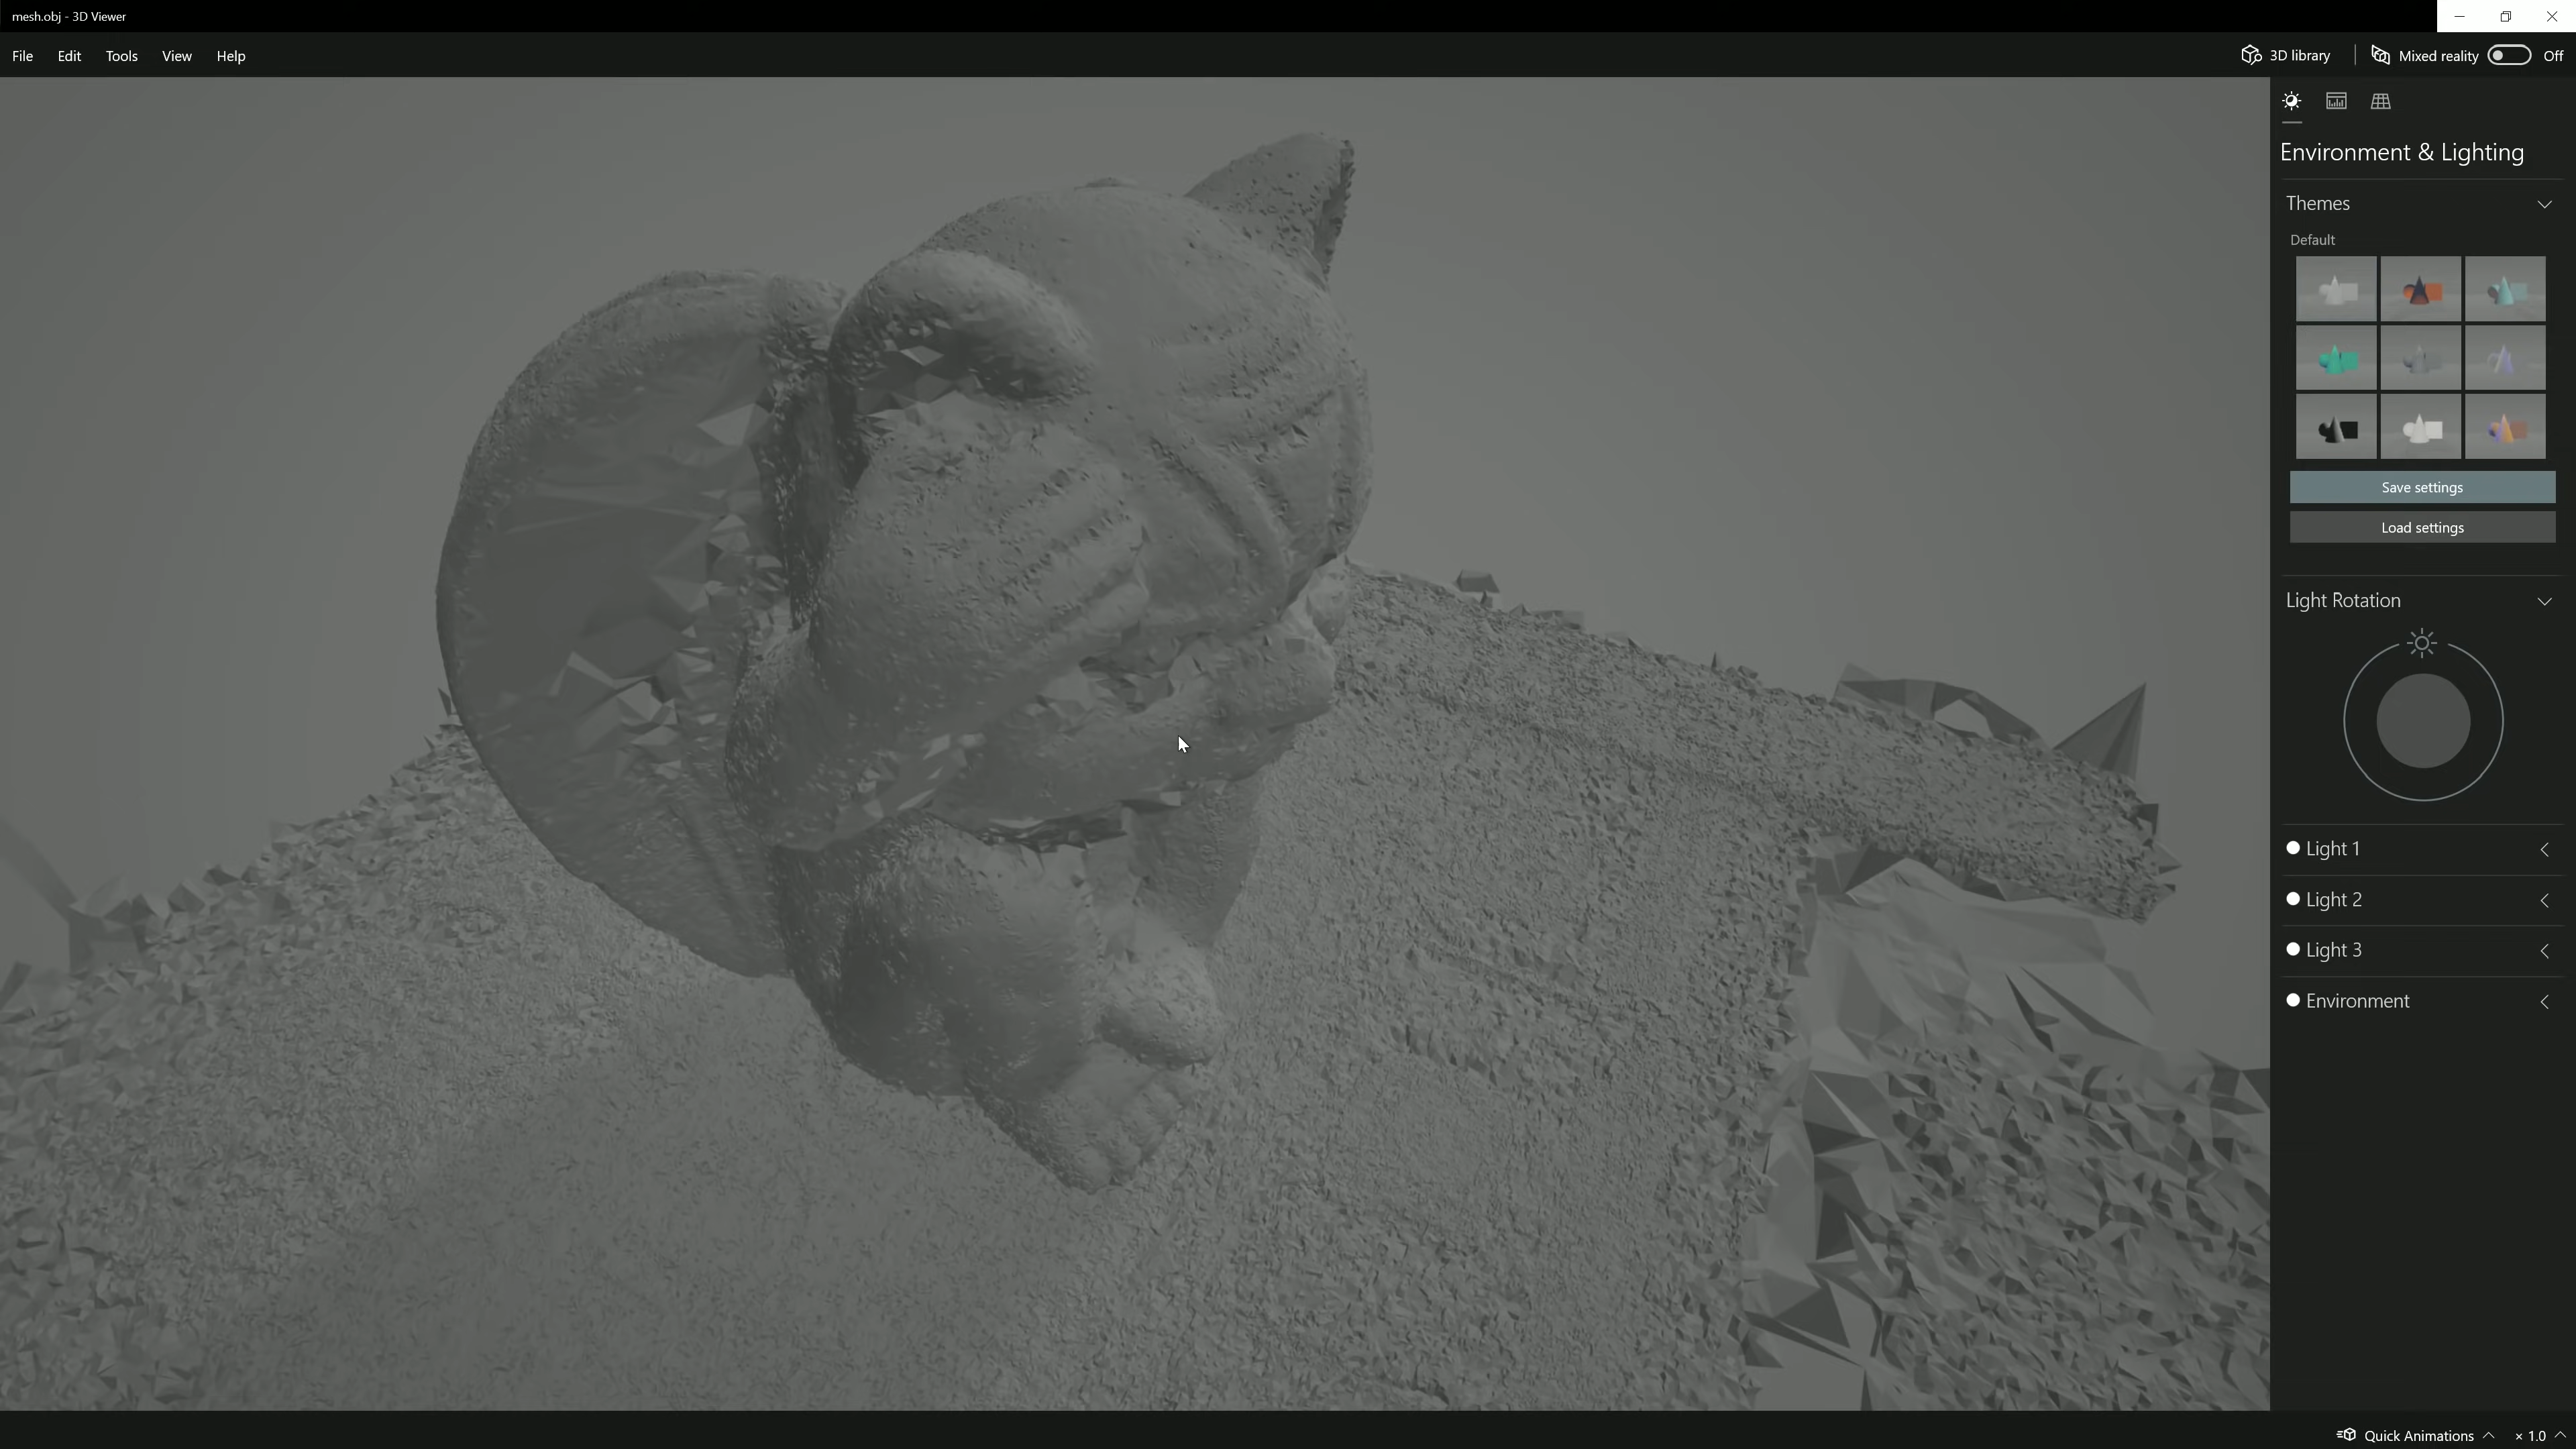 mesh.obj - 3D Viewer
File Edit Tools View Help
3D library
Mixed reality
Off
Environment & Lighting
Themes
Default
Save settings
Load settings
Light Rotation
Light 1
Light 2
Light 3
Environment
Quick Animations
× 1.0